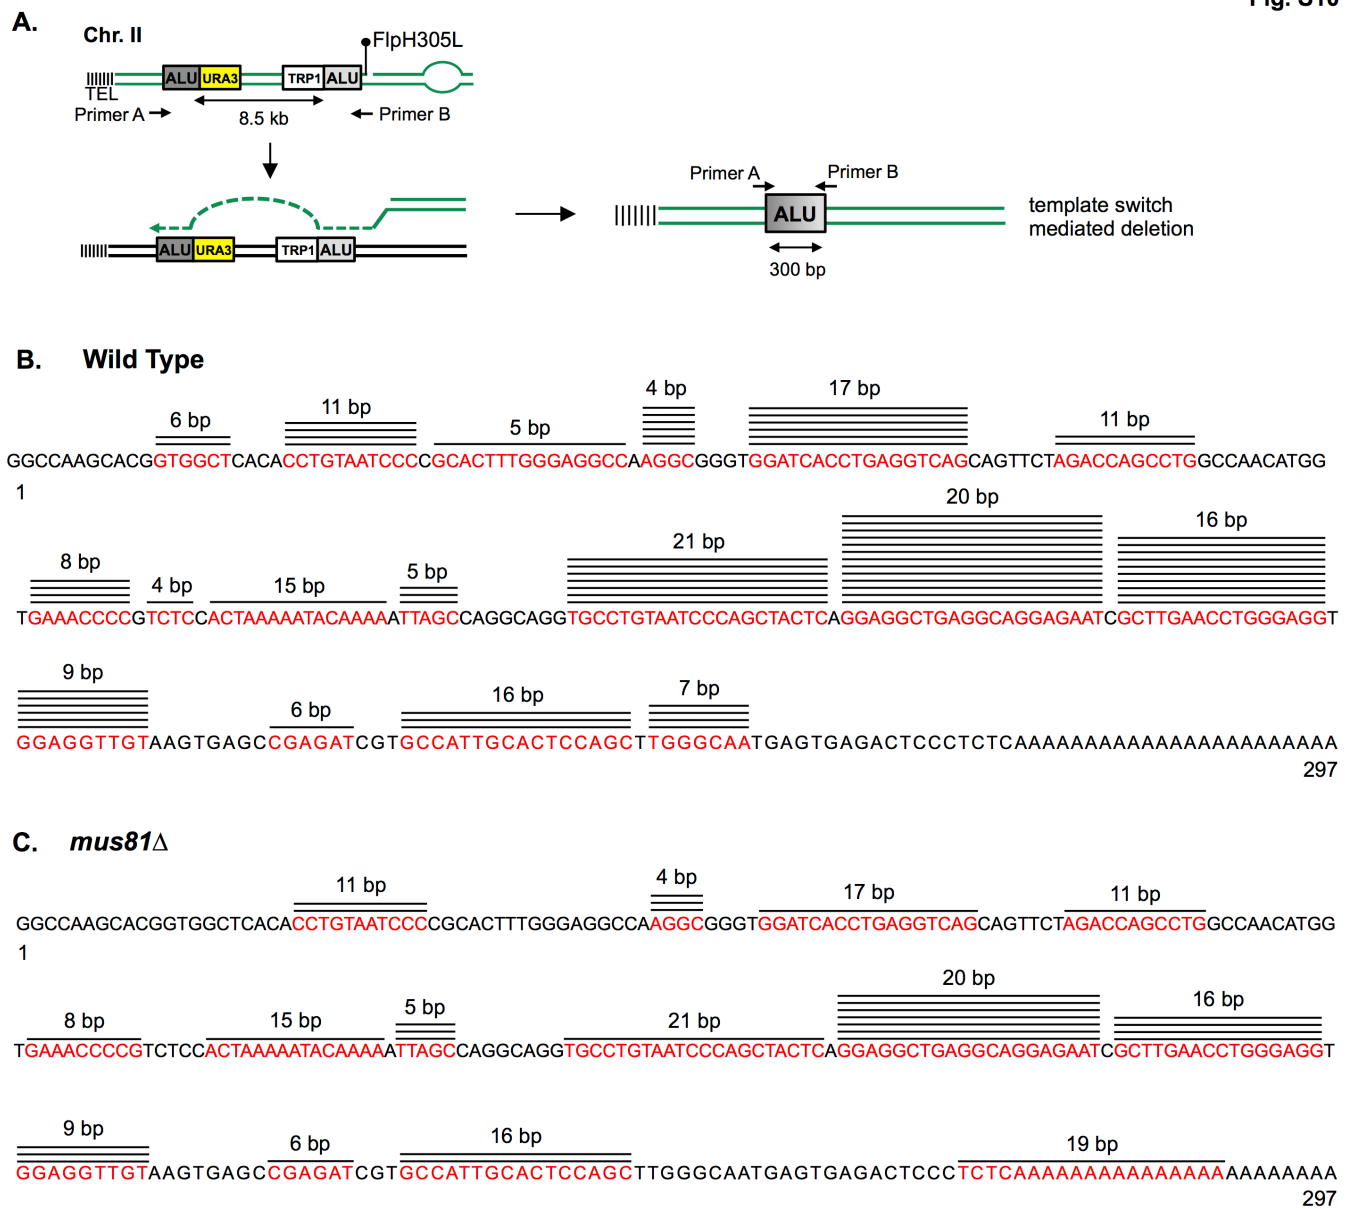 Fig. S10
A.
Chr. II
FlpH305L
ALU URA3 TRP1 ALU
TEL
Primer A 8.5 kb Primer B
Primer A Primer B
ALU
template switch
mediated deletion
300 bp
ALU URA3 TRP1 ALU
B. Wild Type
6 bp 11 bp 5 bp 4 bp 17 bp 11 bp
GGCCAAGCACGGTGGCTCACACCTGTAATCCCCGCACTTTGGGAGGCCAAGGCGGGTGGATCACCTGAGGTCAGCAGTTCTAGACCAGCCTGGCCAACATGG
1
8 bp 4 bp 15 bp 5 bp 21 bp 20 bp 16 bp
TGAAACCCCGTCTCCACTAAAAATACAAAAATTAGCCAGGCAGGTGCCTGTAATCCCAGCTACTCAGGAGGCTGAGGCAGGAGAATCGCTTGAACCTGGGAGGT
9 bp 6 bp 16 bp 7 bp
GGAGGTTGTAAGTGAGCCGAGATCGTGCCATTGCACTCCAGCTTGGGCAATGAGTGAGACTCCCTCTCAAAAAAAAAAAAAAAAAAAAAAA
297
C. mus81Δ
11 bp 4 bp 17 bp 11 bp
GGCCAAGCACGGTGGCTCACACCTGTAATCCCCGCACTTTGGGAGGCCAAGGCGGGTGGATCACCTGAGGTCAGCAGTTCTAGACCAGCCTGGCCAACATGG
1
8 bp 15 bp 5 bp 21 bp 20 bp 16 bp
TGAAACCCCGTCTCCACTAAAAATACAAAAATTAGCCAGGCAGGTGCCTGTAATCCCAGCTACTCAGGAGGCTGAGGCAGGAGAATCGCTTGAACCTGGGAGGT
9 bp 6 bp 16 bp 19 bp
GGAGGTTGTAAGTGAGCCGAGATCGTGCCATTGCACTCCAGCTTGGGCAATGAGTGAGACTCCCTCTCAAAAAAAAAAAAAAAAAAAAAAA
297